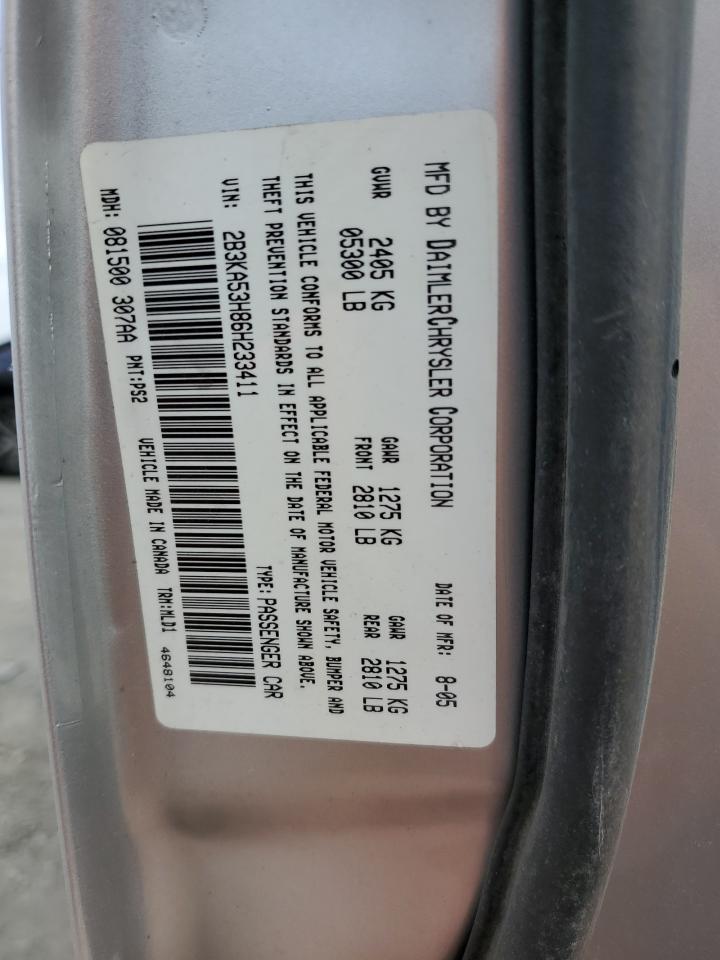 MFD BY DAIMLERCHRYSLER CORPORATION DATE OF MFR: 8-05
GVWR 2405 KG GAWR 1275 KG GAWR 1275 KG
05300 LB FRONT 2810 LB REAR 2810 LB
THIS VEHICLE CONFORMS TO ALL APPLICABLE FEDERAL MOTOR VEHICLE SAFETY, BUMPER AND
THEFT PREVENTION STANDARDS IN EFFECT ON THE DATE OF MANUFACTURE SHOWN ABOVE.
VIN: 2B3KA53H86H233411 TYPE: PASSENGER CAR
MDH: 081500 307AA PNT:PS2 VEHICLE MADE IN CANADA TRM:MLD1 4648104